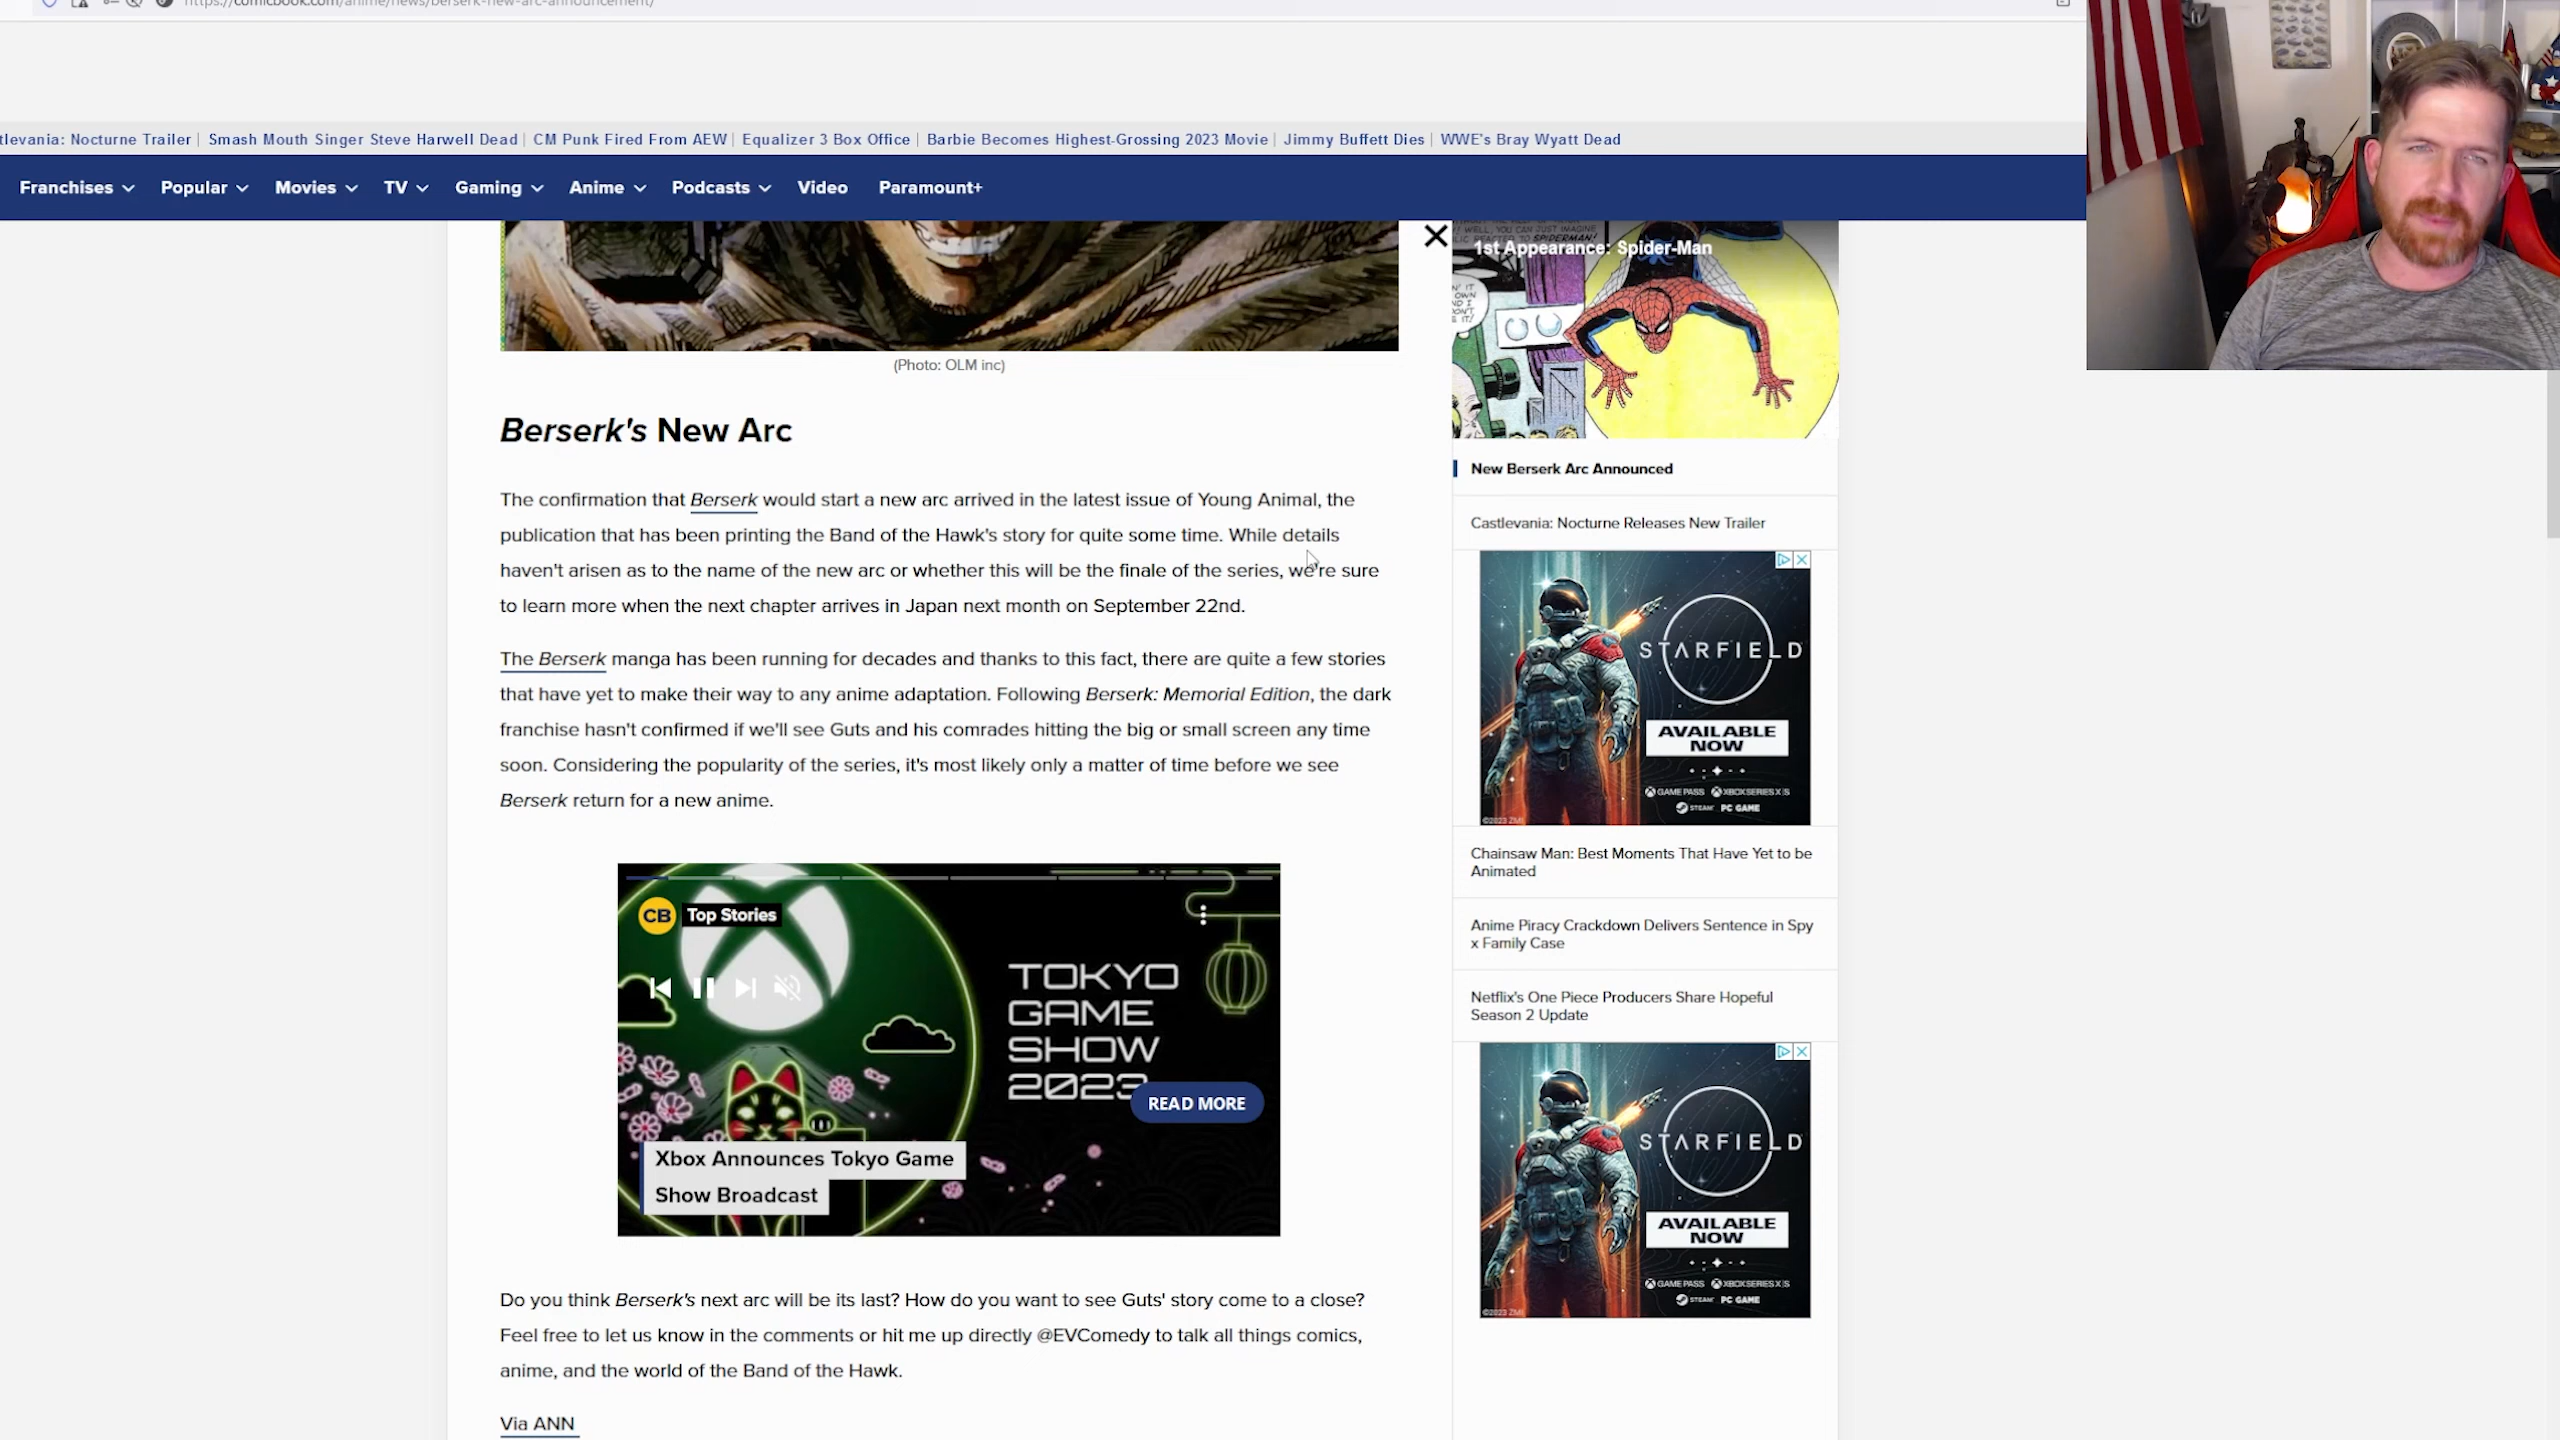 https://comicbook.com/anime/news/berserk-new-arc-announcement/
tlevania: Nocturne Trailer | Smash Mouth Singer Steve Harwell Dead | CM Punk Fired From AEW | Equalizer 3 Box Office | Barbie Becomes Highest-Grossing 2023 Movie | Jimmy Buffett Dies | WWE's Bray Wyatt Dead
Franchises Popular Movies TV Gaming Anime Podcasts Video Paramount+
1st Appearance: Spider-Man
(Photo: OLM inc)
Berserk's New Arc
The confirmation that Berserk would start a new arc arrived in the latest issue of Young Animal, the
publication that has been printing the Band of the Hawk's story for quite some time. While details
haven't arisen as to the name of the new arc or whether this will be the finale of the series, we're sure
to learn more when the next chapter arrives in Japan next month on September 22nd.
The Berserk manga has been running for decades and thanks to this fact, there are quite a few stories
that have yet to make their way to any anime adaptation. Following Berserk: Memorial Edition, the dark
franchise hasn't confirmed if we'll see Guts and his comrades hitting the big or small screen any time
soon. Considering the popularity of the series, it's most likely only a matter of time before we see
Berserk return for a new anime.
CB Top Stories
TOKYO
GAME
SHOW
2023
READ MORE
Xbox Announces Tokyo Game
Show Broadcast
Do you think Berserk's next arc will be its last? How do you want to see Guts' story come to a close?
Feel free to let us know in the comments or hit me up directly @EVComedy to talk all things comics,
anime, and the world of the Band of the Hawk.
Via ANN
New Berserk Arc Announced
Castlevania: Nocturne Releases New Trailer
STARFIELD
AVAILABLE
NOW
GAME PASS XBOX SERIES X|S
STEAM PC GAME
©2023 ZMI
Chainsaw Man: Best Moments That Have Yet to be
Animated
Anime Piracy Crackdown Delivers Sentence in Spy
x Family Case
Netflix's One Piece Producers Share Hopeful
Season 2 Update
STARFIELD
AVAILABLE
NOW
GAME PASS XBOX SERIES X|S
STEAM PC GAME
©2023 ZMI